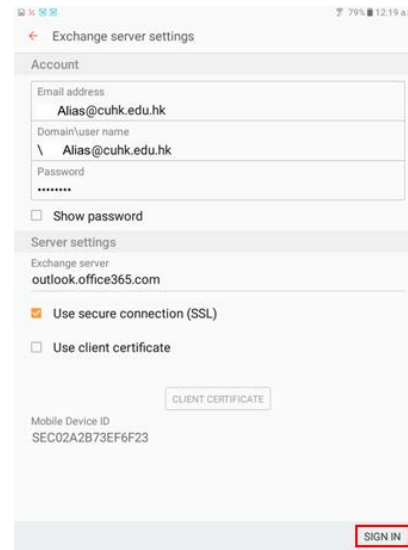 79% 12:19 a.
Exchange server settings
Account
Email address
Alias@cuhk.edu.hk
Domain\user name
\ Alias@cuhk.edu.hk
Password
••••••••
Show password
Server settings
Exchange server
outlook.office365.com
Use secure connection (SSL)
Use client certificate
CLIENT CERTIFICATE
Mobile Device ID
SEC02A2B73EF6F23
SIGN IN